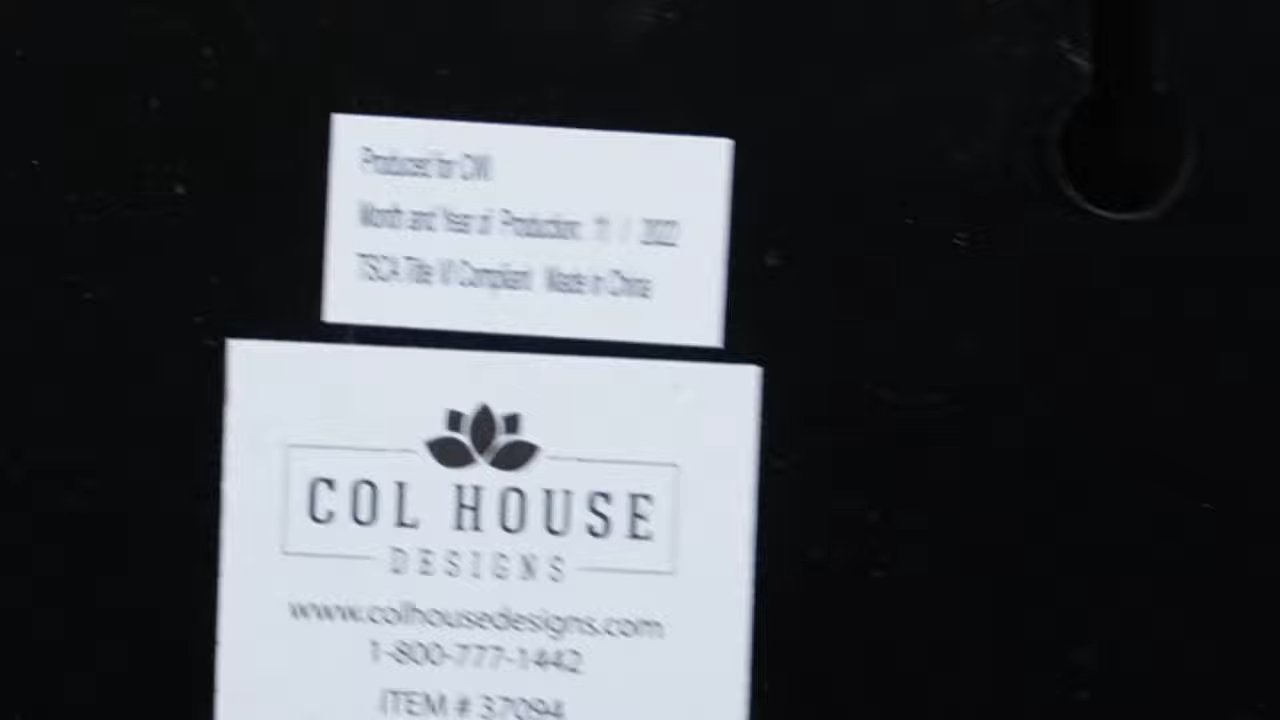 Produced for CWI
Month and Year of Production: 11 / 2022
TSCA Title VI Compliant Made in China
COL HOUSE
DESIGNS
www.colhousedesigns.com
1-800-777-1442
ITEM # 37094